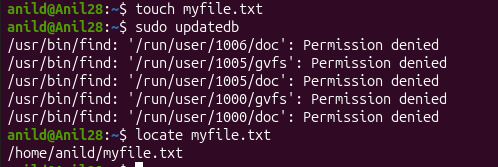 anild@Anil28:~$ touch myfile.txt
anild@Anil28:~$ sudo updatedb
/usr/bin/find: '/run/user/1006/doc': Permission denied
/usr/bin/find: '/run/user/1005/gvfs': Permission denied
/usr/bin/find: '/run/user/1005/doc': Permission denied
/usr/bin/find: '/run/user/1000/gvfs': Permission denied
/usr/bin/find: '/run/user/1000/doc': Permission denied
anild@Anil28:~$ locate myfile.txt
/home/anild/myfile.txt
anild@Anil28:~$